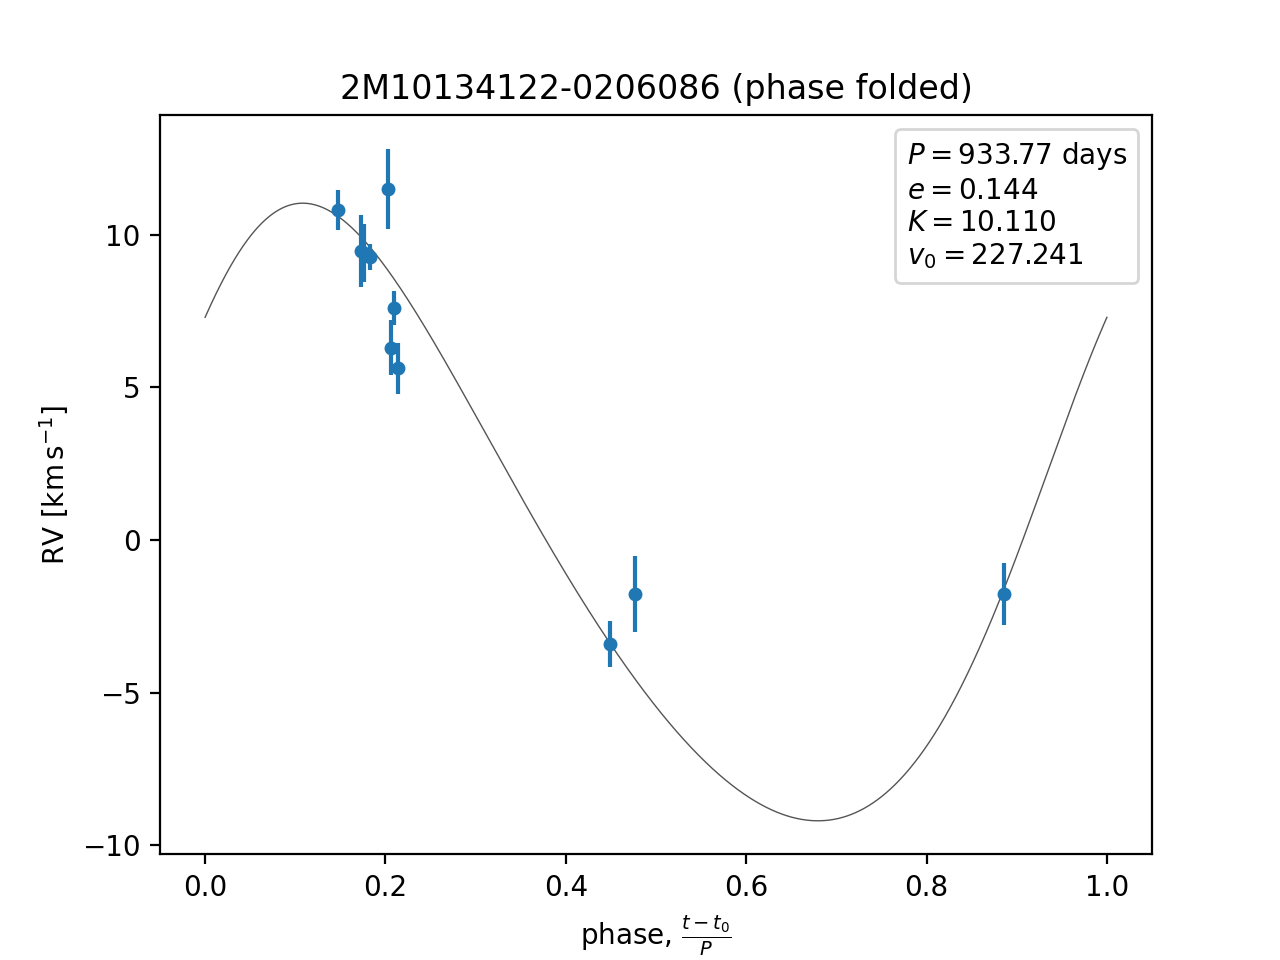 2M10134122-0206086 (phase folded)
P = 933.77 days
e = 0.144
K = 10.110
v₀ = 227.241
10
5
0
−5
−10
RV [km s⁻¹]
0.0 0.2 0.4 0.6 0.8 1.0
phase, (t − t₀)/P